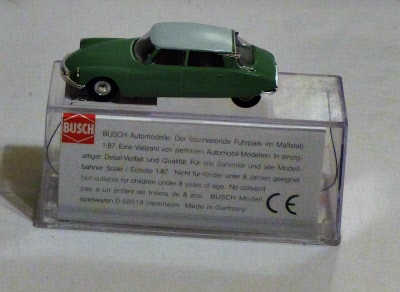 BUSCH
BUSCH Automodelle: Der faszinierende Fuhrpark im Maßstab
1:87. Eine Vielzahl von perfekten Automobil-Modellen. In einzig-
artiger Detail-Vielfalt und Qualität. Für alle Sammler und alle Modell-
bahner Scale / Echelle 1:87. Nicht für Kinder unter 8 Jahren geeignet
Not suitable for children under 8 years of age. Ne convient
pas à un enfant de moins de 8 ans. BUSCH Modell
spielwaren D-68519 Viernheim Made in Germany
CE